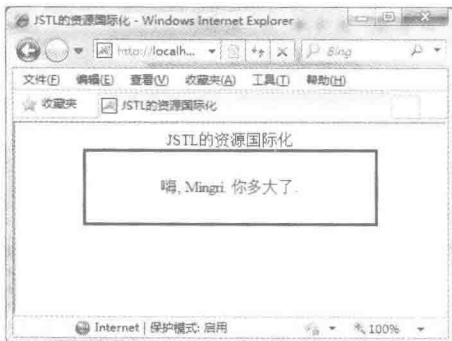 JSTL的资源国际化 - Windows Internet Explorer
http://localh... Bing
文件(F) 编辑(E) 查看(V) 收藏夹(A) 工具(T) 帮助(H)
收藏夹 JSTL的资源国际化
JSTL的资源国际化
嗨, Mingri. 你多大了.
Internet | 保护模式: 启用 100%